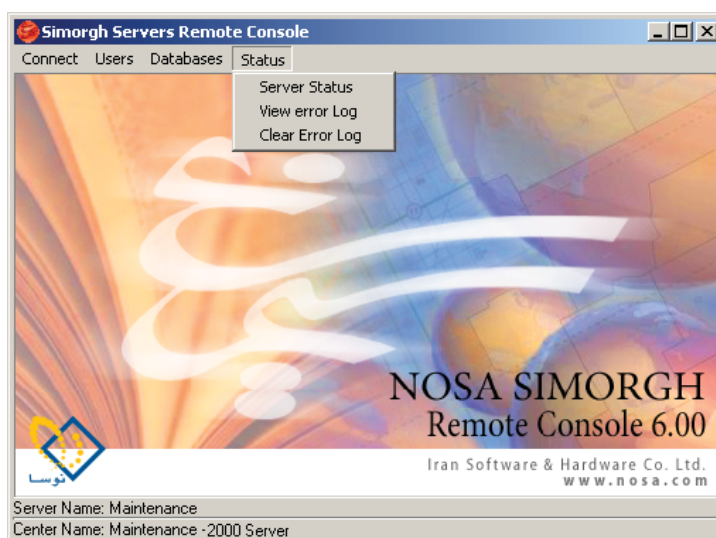 Simorgh Servers Remote Console
Connect Users Databases Status
Server Status
View error Log
Clear Error Log
سیمرغ
NOSA SIMORGH
Remote Console 6.00
نوسا
Iran Software & Hardware Co. Ltd.
www.nosa.com
Server Name: Maintenance
Center Name: Maintenance -2000 Server